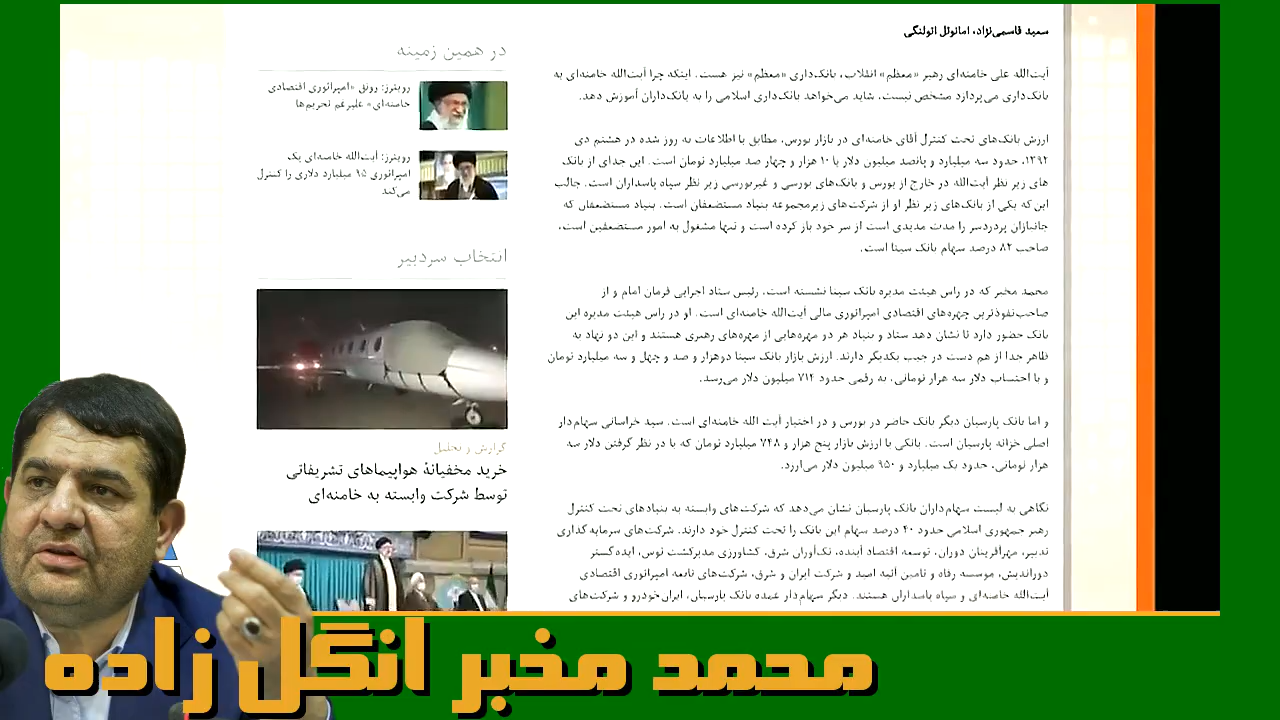 سعید قاسمی‌نژاد، امانوئل اتولنگی
آیت‌الله علی خامنه‌ای رهبر «معظم» انقلاب، بانک‌داری «معظم» نیز هست. اینکه چرا آیت‌الله خامنه‌ای به
بانک‌داری می‌پردازد مشخص نیست، شاید می‌خواهد بانک‌داری اسلامی را به بانک‌داران آموزش دهد.
ارزش بانک‌های تحت کنترل آقای خامنه‌ای در بازار بورس، مطابق با اطلاعات به روز شده در هشتم دی
۱۳۹۲، حدود سه میلیارد و پانصد میلیون دلار یا ۱۰ هزار و چهار صد میلیارد تومان است. این جدای از بانک
های زیر نظر آیت‌الله در خارج از بورس و بانک‌های بورسی و غیربورسی زیر نظر سپاه پاسداران است. جالب
این که یکی از بانک‌های زیر نظر او از شرکت‌های زیرمجموعه بنیاد مستضعفان است. بنیاد مستضعفان که
جانبازان پردردسر را مدت مدیدی است از سر خود باز کرده است و تنها مشغول به امور مستضعفین است،
صاحب ۸۲ درصد سهام بانک سینا است.
محمد مخبر که در راس هیئت مدیره بانک سینا نشسته است، رئیس ستاد اجرایی فرمان امام و از
صاحب‌نفوذترین چهره‌های اقتصادی امپراتوری مالی آیت‌الله خامنه‌ای است. او در راس هیئت مدیره این
بانک حضور دارد تا نشان دهد ستاد و بنیاد هر دو مهره‌هایی از مهره‌های رهبری هستند و این دو نهاد به
ظاهر جدا از هم دست در جیب یکدیگر دارند. ارزش بازار بانک سینا دوهزار و صد و چهل و سه میلیارد تومان
و با احتساب دلار سه هزار تومانی، به رقمی حدود ۷۱۴ میلیون دلار می‌رسد.
و اما بانک پارسیان دیگر بانک حاضر در بورس و در اختیار آیت الله خامنه‌ای است. سید خراسانی سهام‌دار
اصلی خزانه پارسیان است. بانکی با ارزش بازار پنج هزار و ۷۴۸ میلیارد تومان که با در نظر گرفتن دلار سه
هزار تومانی، حدود یک میلیارد و ۹۵۰ میلیون دلار می‌ارزد.
نگاهی به لیست سهام‌داران بانک پارسیان نشان می‌دهد که شرکت‌های وابسته به بنیادهای تحت کنترل
رهبر جمهوری اسلامی حدود ۴۰ درصد سهام این بانک را تحت کنترل خود دارند. شرکت‌های سرمایه گذاری
تدبیر، مهرآفرینان دوران، توسعه اقتصاد آینده، تک‌آوران شرق، کشاورزی مدیرکشت توس، ایده‌گستر
دوراندیش، موسسه رفاه و تامین آتیه امید و شرکت ایران و شرق، شرکت‌های تابعه امپراتوری اقتصادی
آیت‌الله خامنه‌ای و سپاه پاسداران هستند. دیگر سهام‌دار عمده بانک پارسیان، ایران‌خودرو و شرکت‌های
در همین زمینه
رویترز: رونق «امپراتوری اقتصادی
خامنه‌ای» علیرغم تحریم‌ها
رویترز: آیت‌الله خامنه‌ای یک
امپراتوری ۹۵ میلیارد دلاری را کنترل
می‌کند
انتخاب سردبیر
گزارش و تحلیل
خرید مخفیانهٔ هواپیماهای تشریفاتی
توسط شرکت وابسته به خامنه‌ای
محمد مخبر انگل زاده